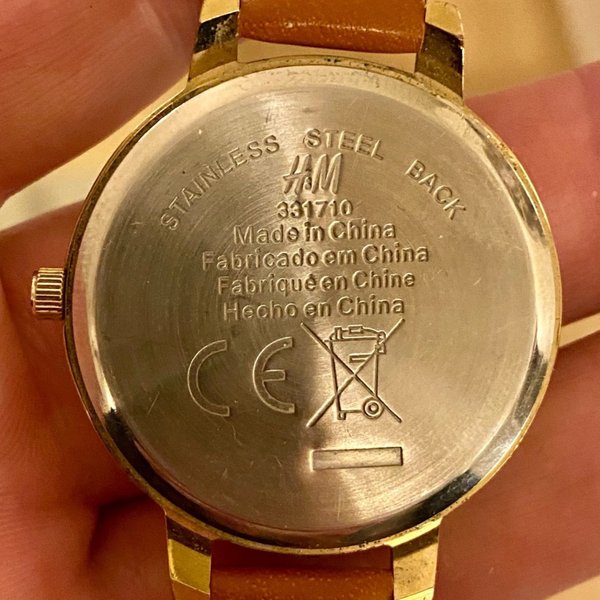 STAINLESS STEEL BACK
H&M
331710
Made in China
Fabricado em China
Fabriqué en Chine
Hecho en China
CE